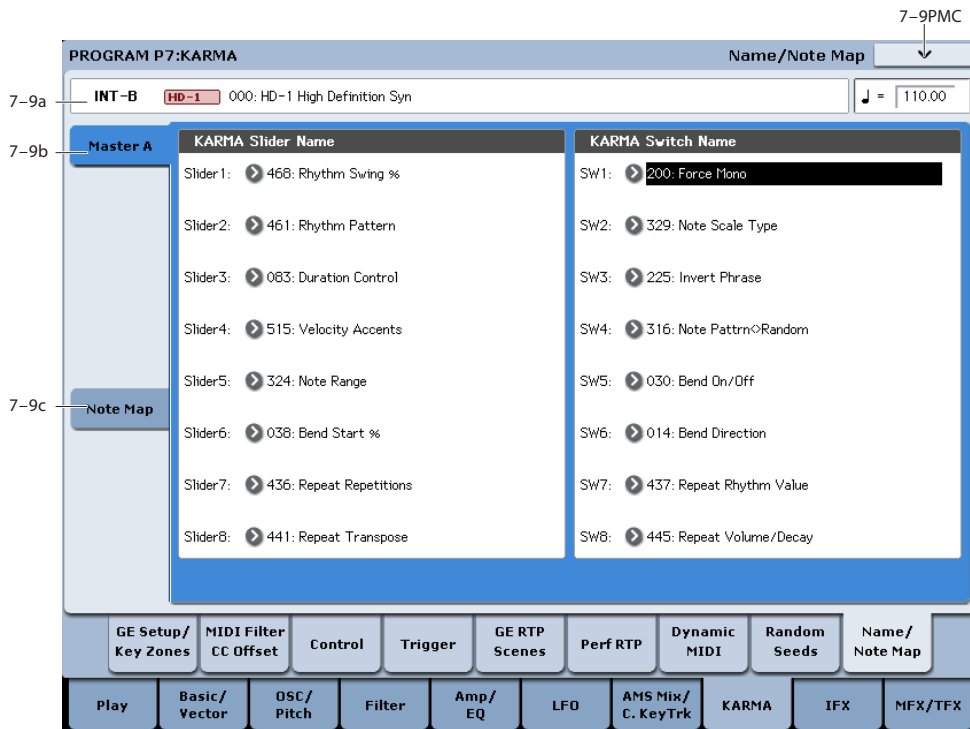 7–9PMC
PROGRAM P7:KARMA
Name/Note Map
7–9a
INT-B HD-1 000: HD-1 High Definition Syn
♩ = 110.00
7–9b
Master A
KARMA Slider Name
KARMA Switch Name
Slider1: 468: Rhythm Swing %
SW1: 200: Force Mono
Slider2: 461: Rhythm Pattern
SW2: 329: Note Scale Type
Slider3: 083: Duration Control
SW3: 225: Invert Phrase
Slider4: 515: Velocity Accents
SW4: 316: Note Pattrn<>Random
Slider5: 324: Note Range
SW5: 030: Bend On/Off
7–9c
Note Map
Slider6: 038: Bend Start %
SW6: 014: Bend Direction
Slider7: 436: Repeat Repetitions
SW7: 437: Repeat Rhythm Value
Slider8: 441: Repeat Transpose
SW8: 445: Repeat Volume/Decay
GE Setup/
Key Zones
MIDI Filter
CC Offset
Control
Trigger
GE RTP
Scenes
Perf RTP
Dynamic
MIDI
Random
Seeds
Name/
Note Map
Play
Basic/
Vector
OSC/
Pitch
Filter
Amp/
EQ
LFO
AMS Mix/
C. KeyTrk
KARMA
IFX
MFX/TFX